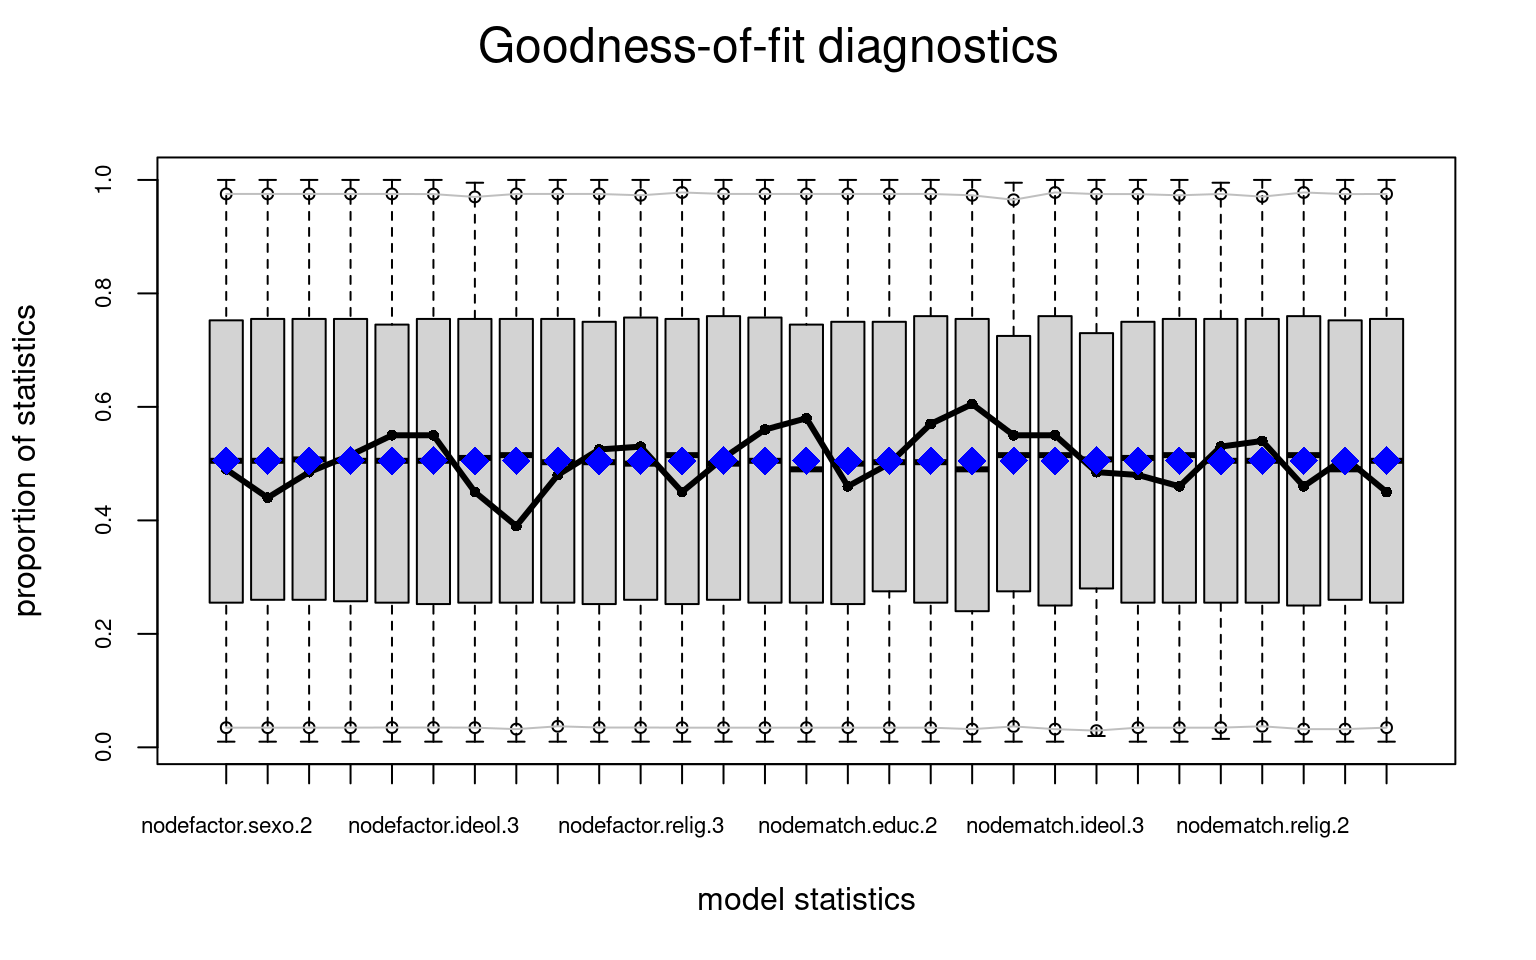 Goodness-of-fit diagnostics
proportion of statistics
1.0
0.8
0.6
0.4
0.2
0.0
nodefactor.sexo.2 nodefactor.ideol.3 nodefactor.relig.3 nodematch.educ.2 nodematch.ideol.3 nodematch.relig.2
model statistics